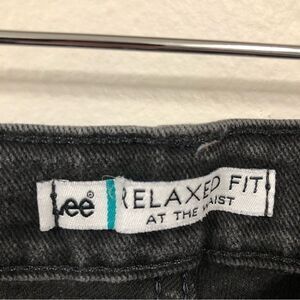 Lee®
RELAXED FIT
AT THE WAIST